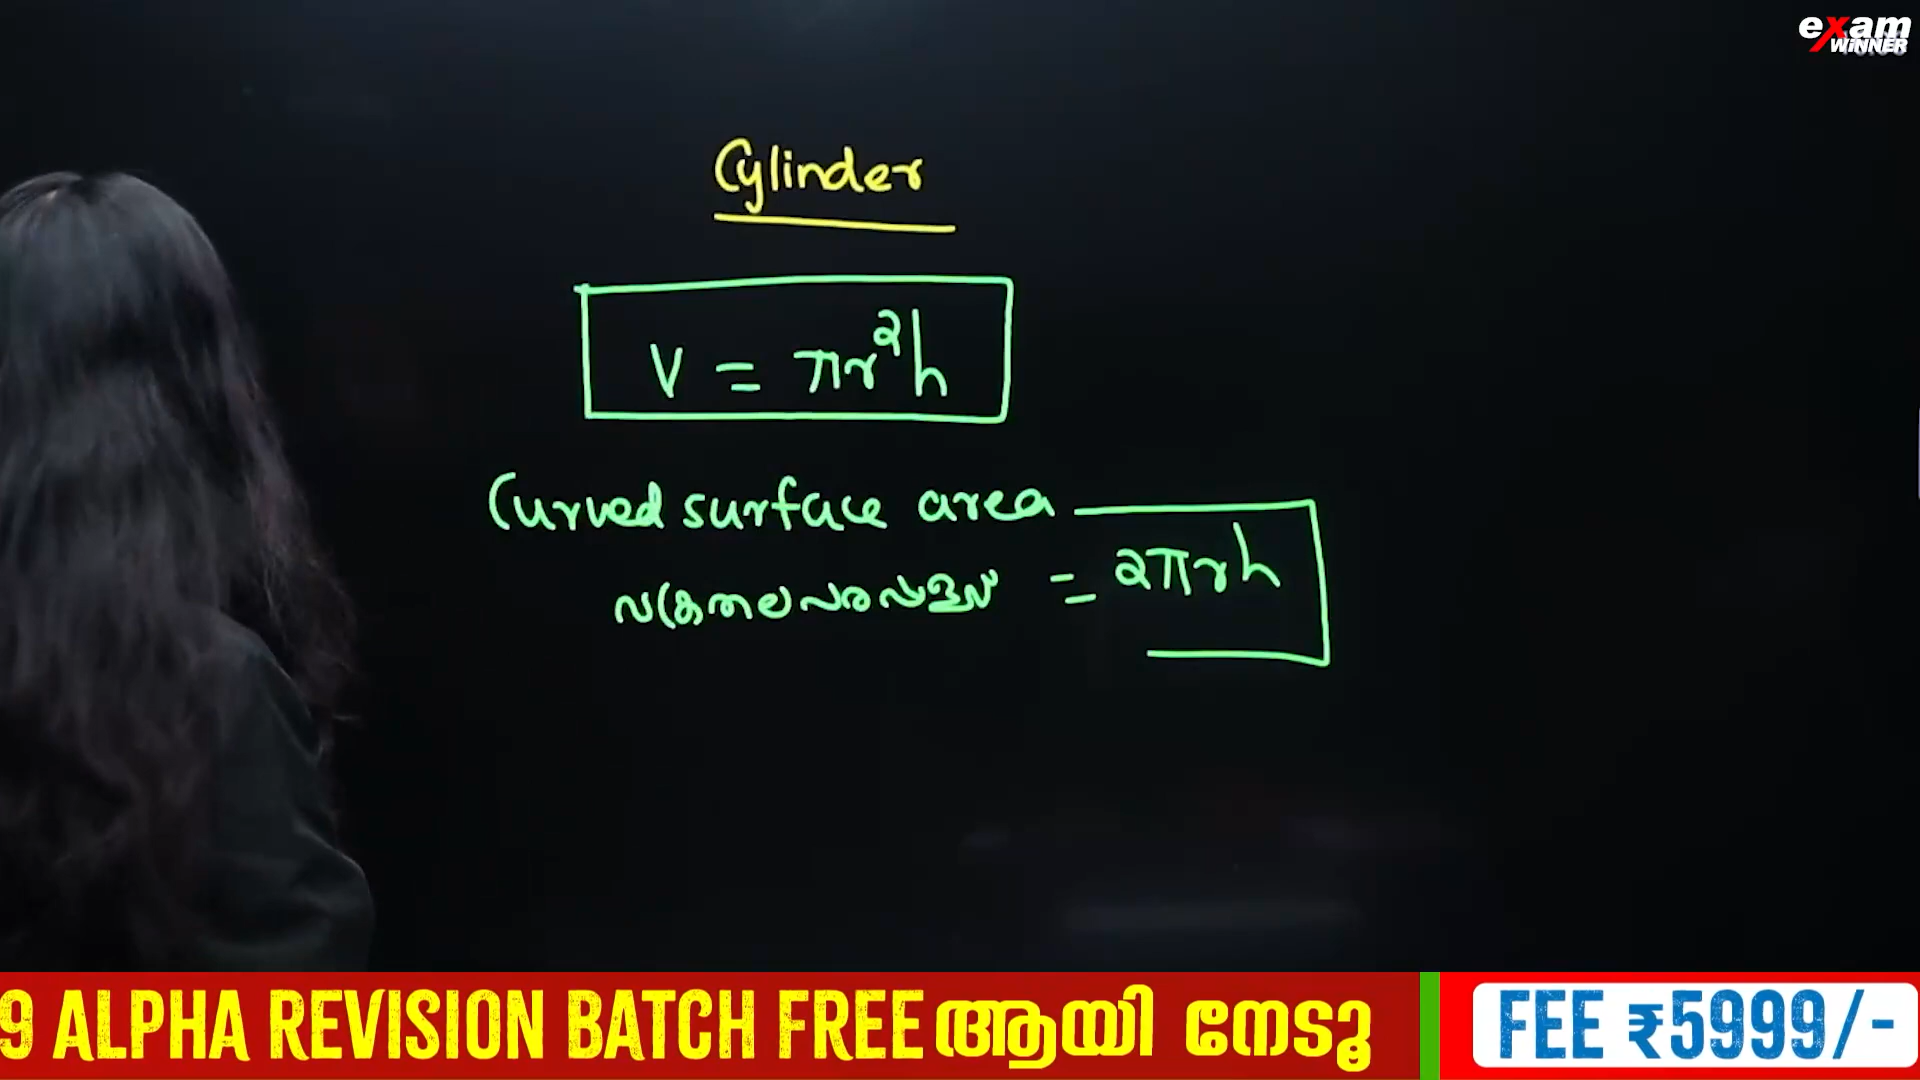 exam
WINNER
Cylinder
V = πr²h
Curved surface area
വക്രതലപരപ്പളവ് = 2πrh
9 ALPHA REVISION BATCH FREE ആയി നേടൂ
FEE ₹5999/-